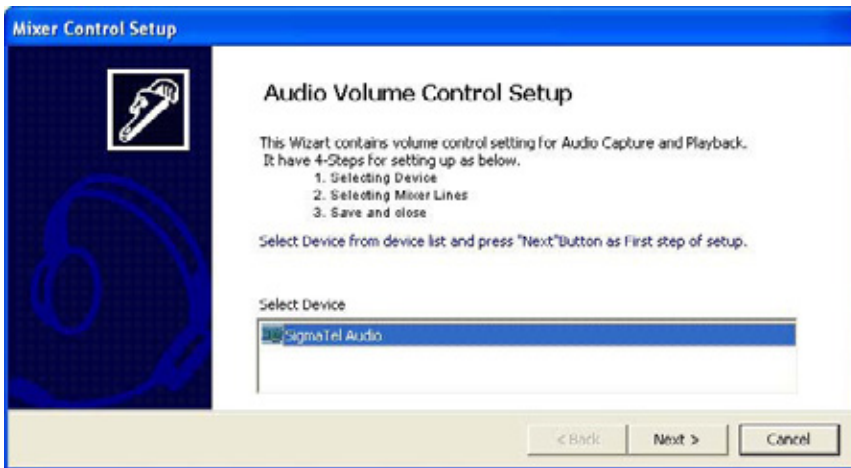 Mixer Control Setup
Audio Volume Control Setup
This Wizart contains volume control setting for Audio Capture and Playback.
It have 4-Steps for setting up as below.
1. Selecting Device
2. Selecting Mixer Lines
3. Save and close
Select Device from device list and press "Next"Button as First step of setup.
Select Device
SigmaTel Audio
< Back
Next >
Cancel